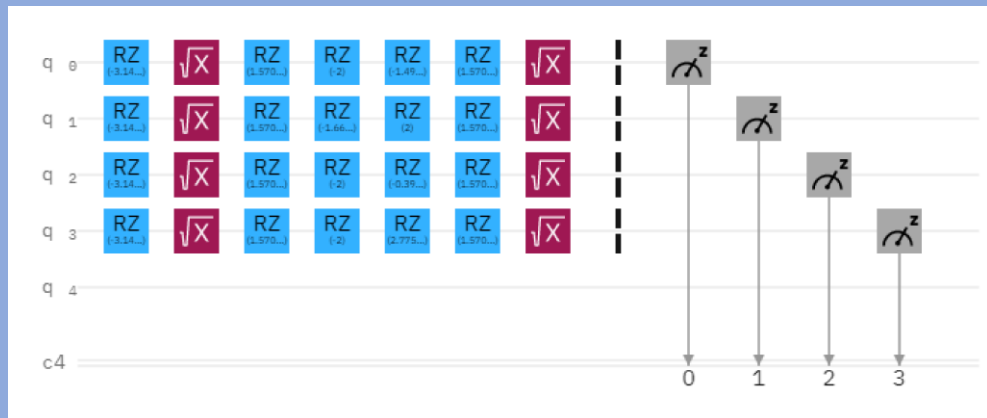 q 0 RZ (-3.14...) √X RZ (1.570...) RZ (-2) RZ (-1.49...) RZ (1.570...) √X z
q 1 RZ (-3.14...) √X RZ (1.570...) RZ (-1.66...) RZ (2) RZ (1.570...) √X z
q 2 RZ (-3.14...) √X RZ (1.570...) RZ (-2) RZ (-0.39...) RZ (1.570...) √X z
q 3 RZ (-3.14...) √X RZ (1.570...) RZ (-2) RZ (2.775...) RZ (1.570...) √X z
q 4
c4
0 1 2 3